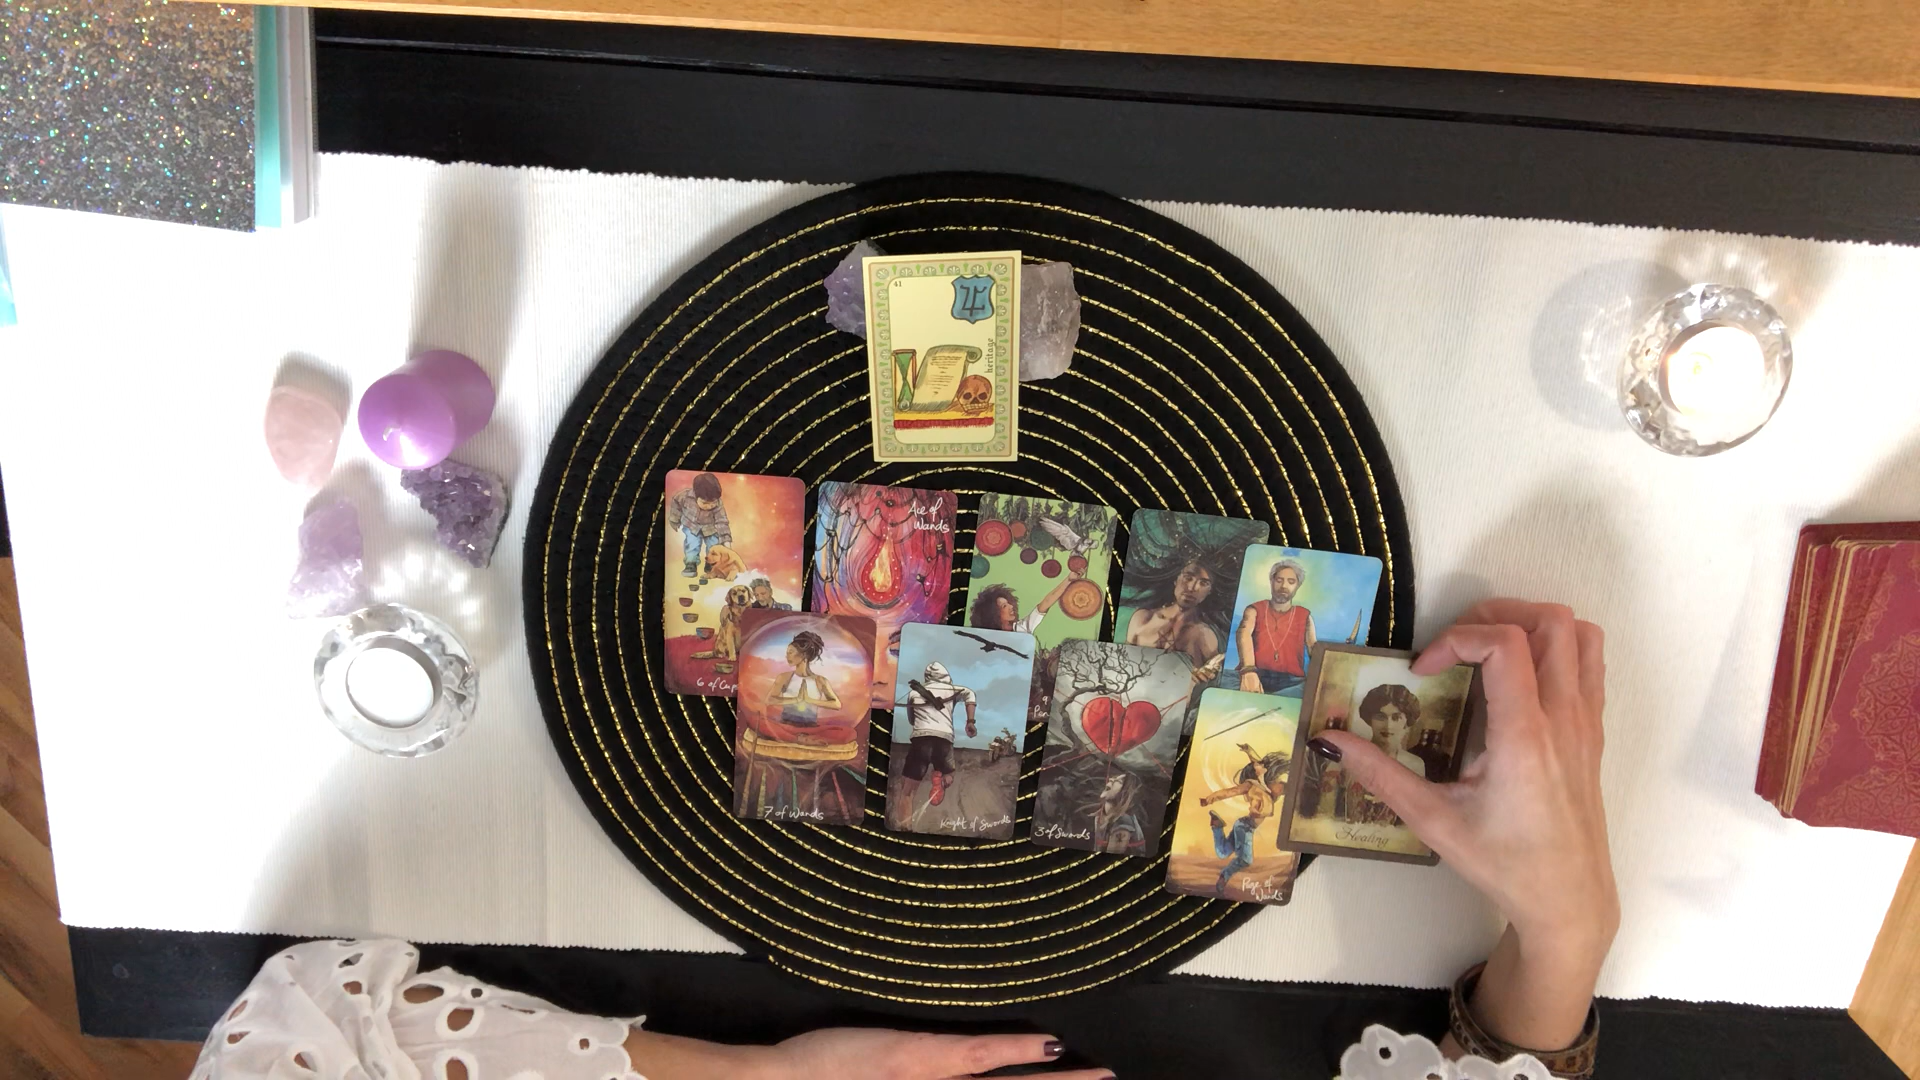 41
heritage
Ace of
Wands
6 of Cup
7 of Wands
Knight of Swords
3 of Swords
Page of
Wands
Healing